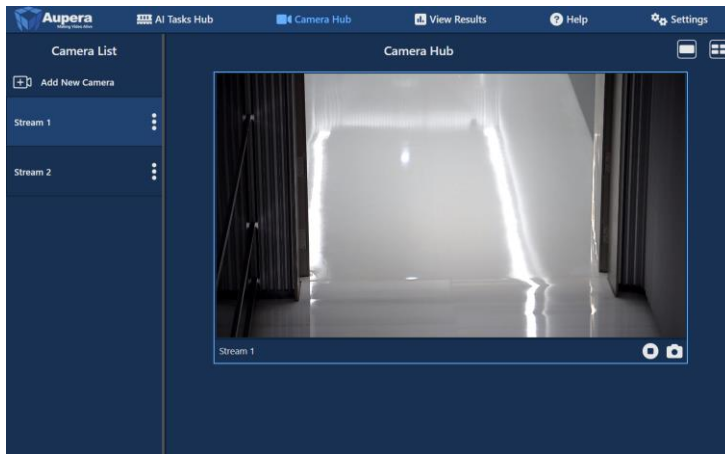 Aupera
Making Video Alive
AI Tasks Hub
Camera Hub
View Results
Help
Settings
Camera List
Camera Hub
Add New Camera
Stream 1
Stream 2
Stream 1